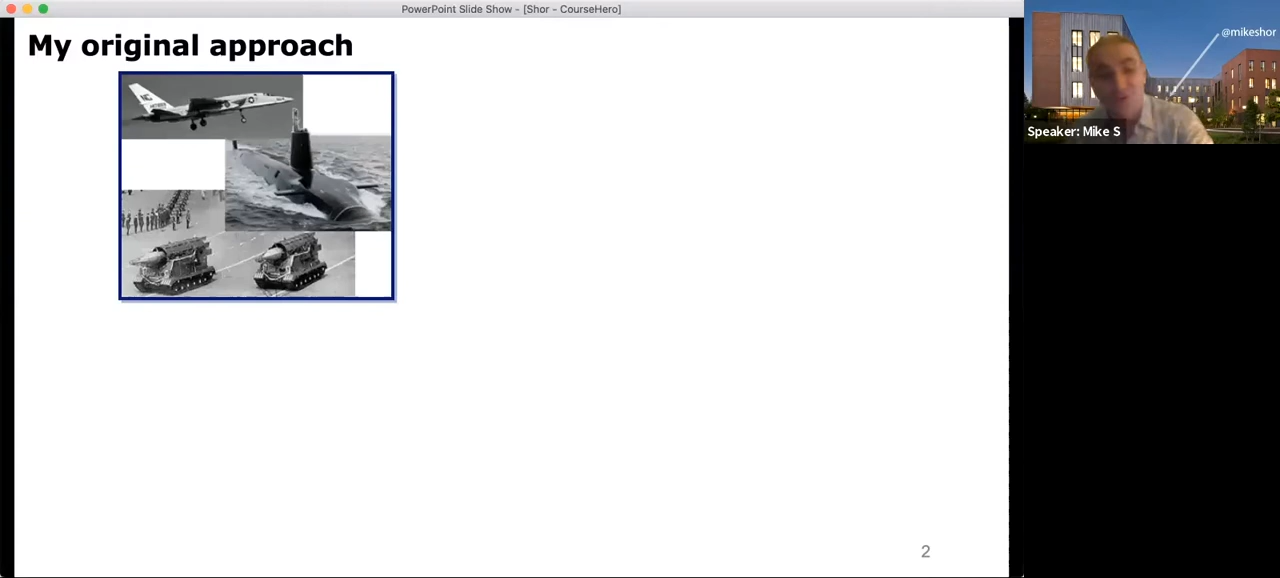 PowerPoint Slide Show - [Shor - CourseHero]
My original approach
@mikeshor
Speaker: Mike S
2